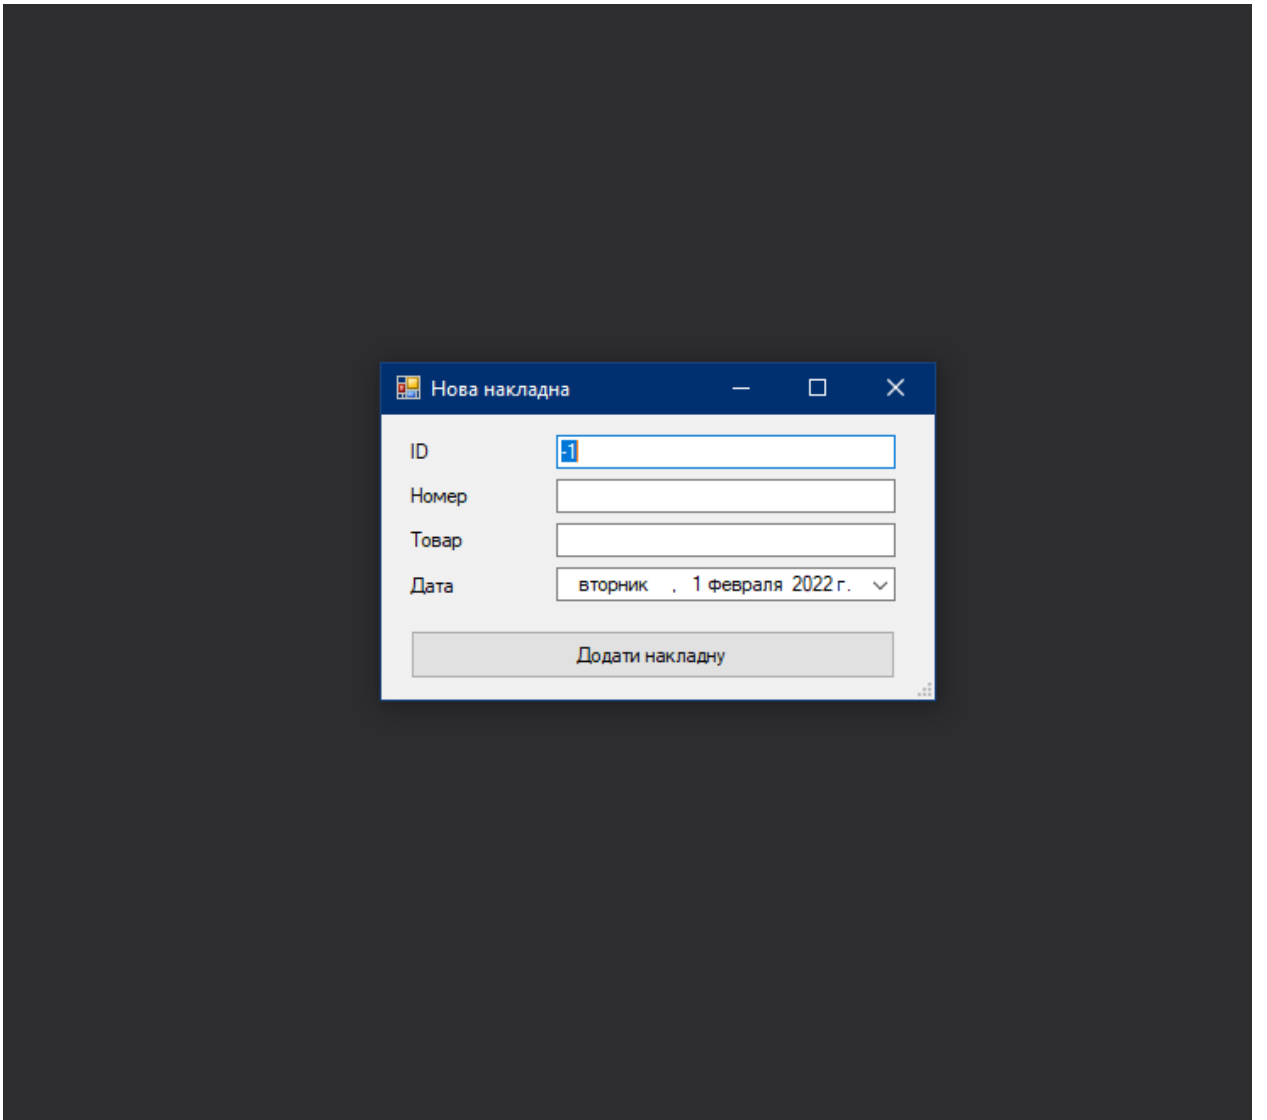 Нова накладна
ID -1
Номер
Товар
Дата вторник , 1 февраля 2022 г.
Додати накладну